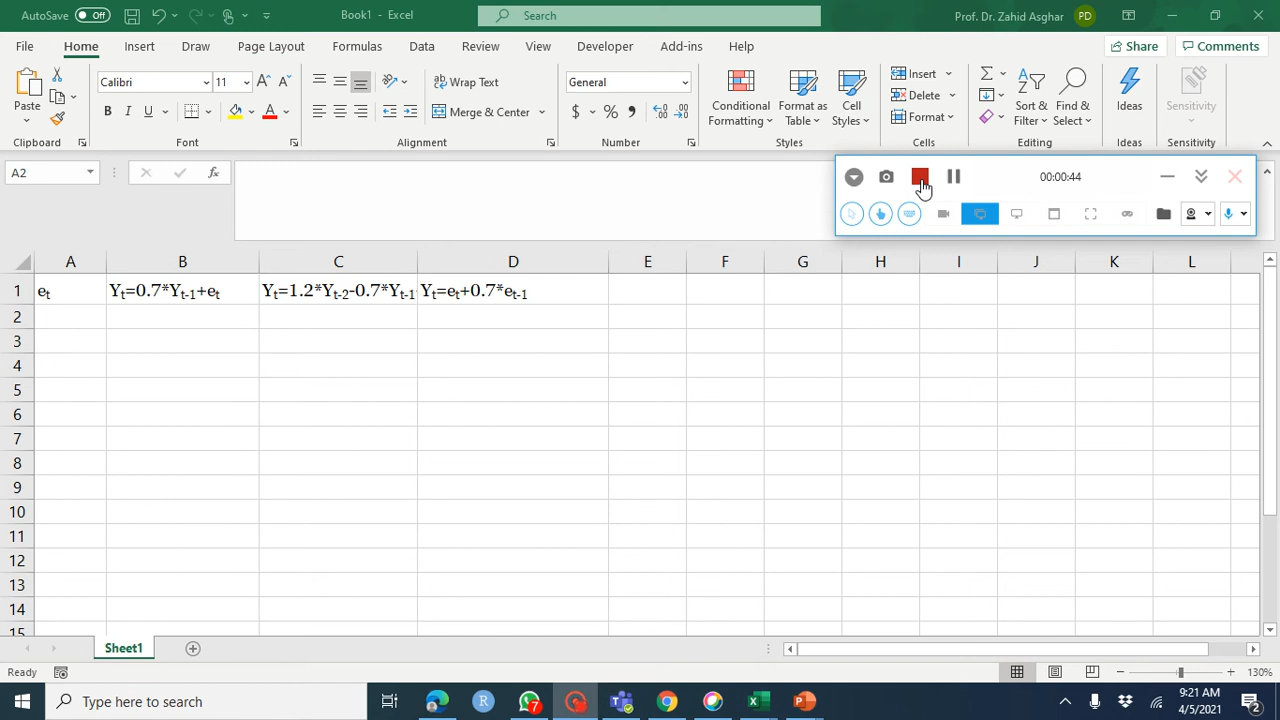 AutoSave Off Book1 - Excel Search Prof. Dr. Zahid Asghar PD
File Home Insert Draw Page Layout Formulas Data Review View Developer Add-ins Help Share Comments
Paste Calibri 11 Wrap Text General Conditional Formatting Format as Table Cell Styles Insert Delete Format Sort & Filter Find & Select Ideas Sensitivity
B I U Merge & Center $ %
Clipboard Font Alignment Number Styles Cells Editing Ideas Sensitivity
A2 fx 00:00:44
A B C D E F G H I J K L
1 et Yt=0.7*Yt-1+et Yt=1.2*Yt-2-0.7*Yt-1 Yt=et+0.7*et-1
2
3
4
5
6
7
8
9
10
11
12
13
14
15
Sheet1
Ready 130%
Type here to search R 7 9:21 AM
4/5/2021 2